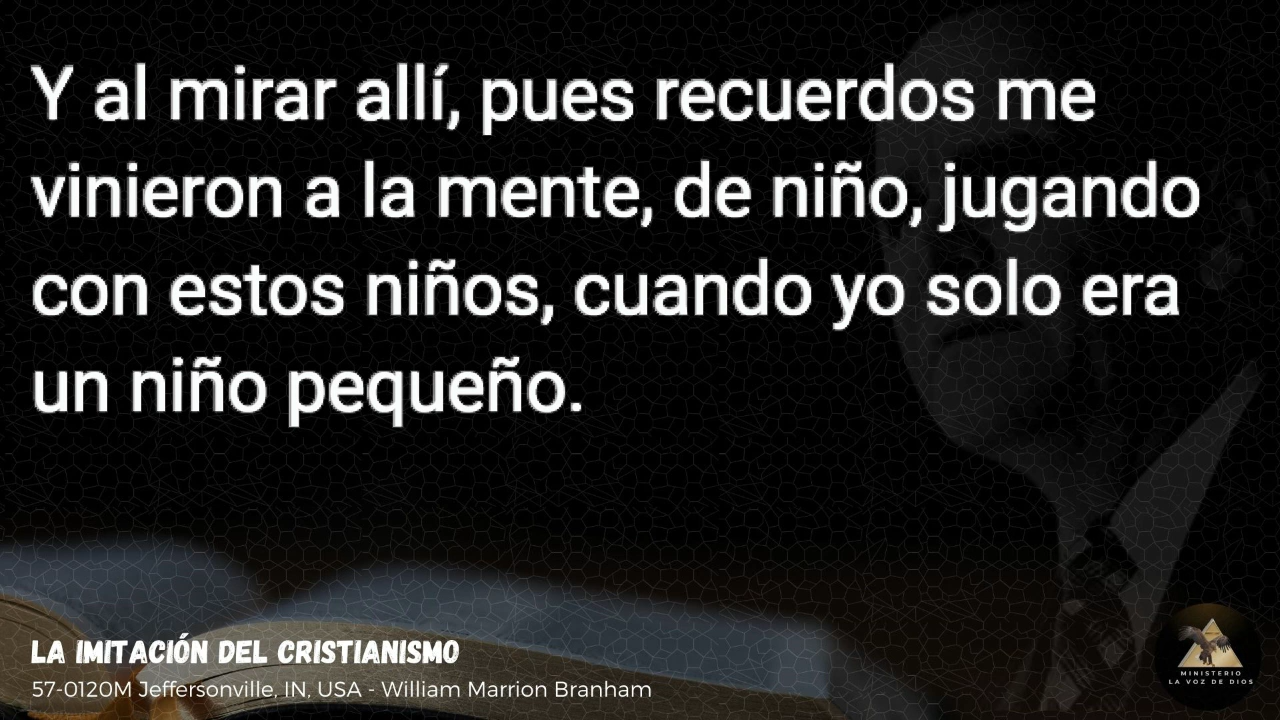 Y al mirar allí, pues recuerdos me
vinieron a la mente, de niño, jugando
con estos niños, cuando yo solo era
un niño pequeño.
LA IMITACIÓN DEL CRISTIANISMO
57-0120M Jeffersonville, IN, USA - William Marrion Branham
MINISTERIO
LA VOZ DE DIOS